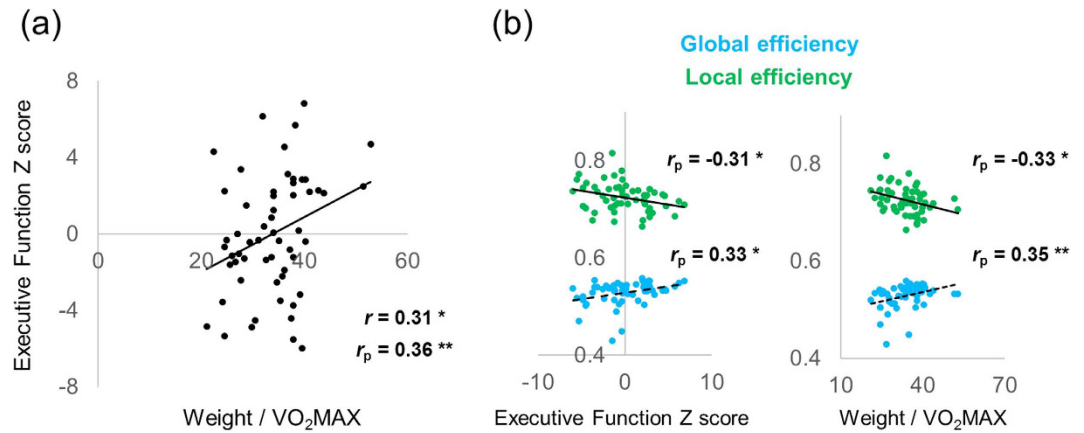 (a)
Executive Function Z score
8
4
0
-4
-8
0
20
40
60
r = 0.31 *
rp = 0.36 **
Weight / VO2MAX
(b)
Global efficiency
Local efficiency
0.8
0.6
0.4
rp = -0.31 *
rp = 0.33 *
-10
0
10
Executive Function Z score
0.8
0.6
0.4
rp = -0.33 *
rp = 0.35 **
10
40
70
Weight / VO2MAX